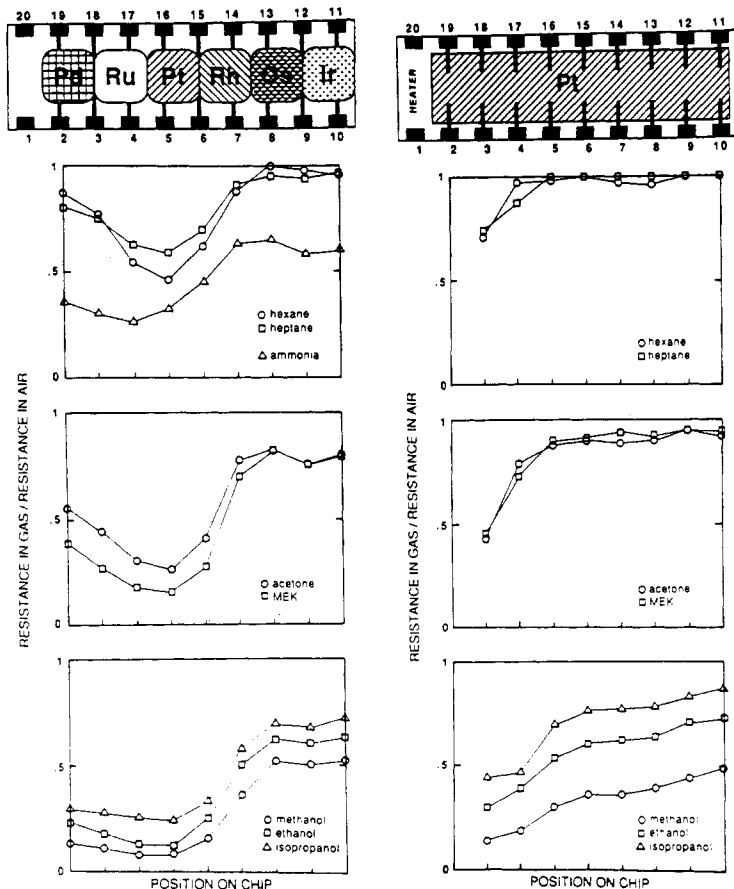 20 19 18 17 16 15 14 13 12 11
Pd Ru Pt Rh Os Ir
1 2 3 4 5 6 7 8 9 10
20 19 18 17 16 15 14 13 12 11
HEATER
Pt
1 2 3 4 5 6 7 8 9 10
RESISTANCE IN GAS / RESISTANCE IN AIR
1
.5
0
hexane
heptane
ammonia
1
.5
0
acetone
MEK
1
.5
0
methanol
ethanol
isopropanol
POSITION ON CHIP
RESISTANCE IN GAS / RESISTANCE IN AIR
1
.5
0
hexane
heptane
1
.5
0
acetone
MEK
1
.5
0
methanol
ethanol
isopropanol
POSITION ON CHIP